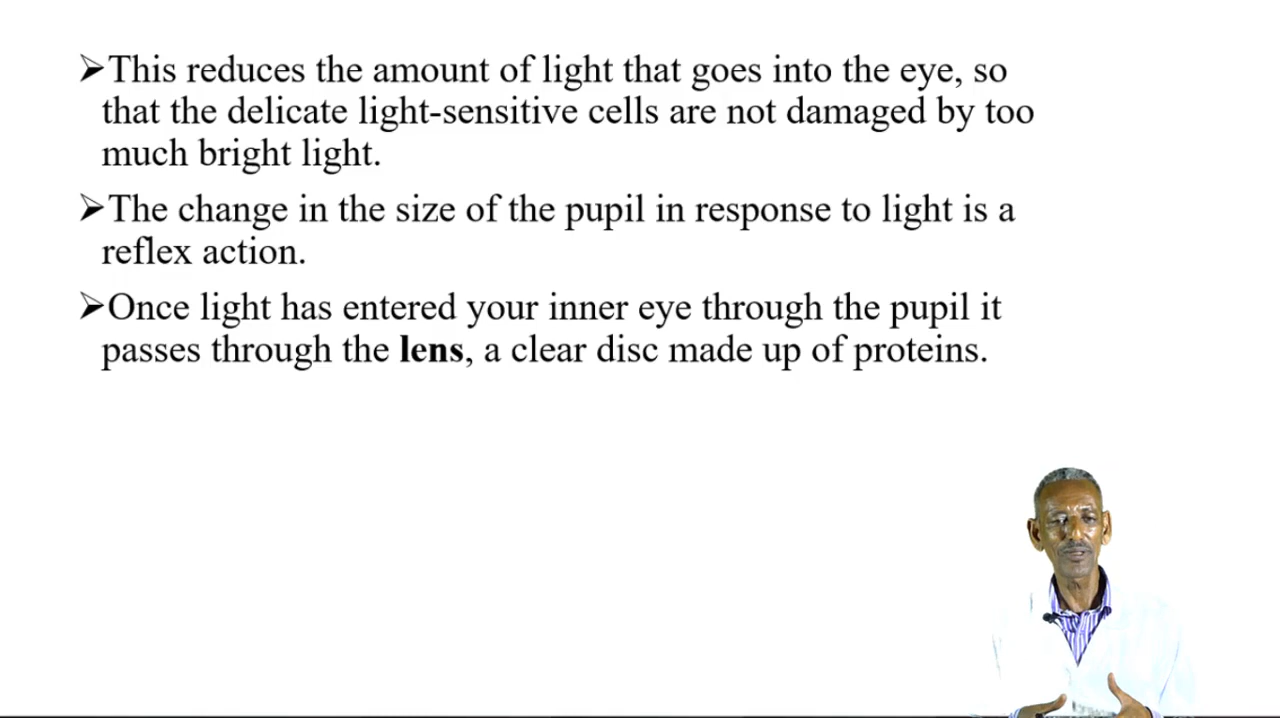 ➢This reduces the amount of light that goes into the eye, so
that the delicate light-sensitive cells are not damaged by too
much bright light.
➢The change in the size of the pupil in response to light is a
reflex action.
➢Once light has entered your inner eye through the pupil it
passes through the lens, a clear disc made up of proteins.